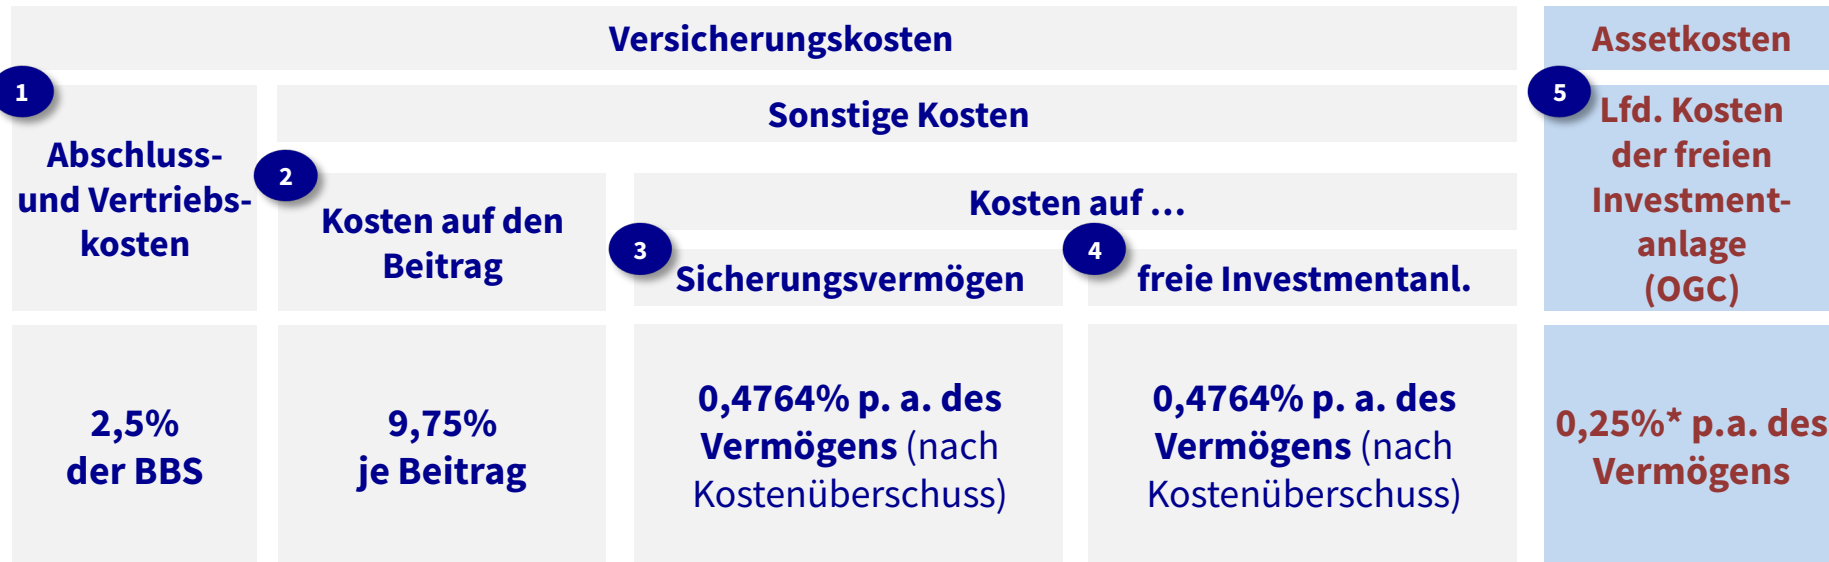 Versicherungskosten
Assetkosten
1
Abschluss-
und Vertriebs-
kosten
Sonstige Kosten
2
Kosten auf den
Beitrag
Kosten auf ...
3
Sicherungsvermögen
4
freie Investmentanl.
5
Lfd. Kosten
der freien
Investment-
anlage
(OGC)
2,5%
der BBS
9,75%
je Beitrag
0,4764% p. a. des
Vermögens (nach
Kostenüberschuss)
0,4764% p. a. des
Vermögens (nach
Kostenüberschuss)
0,25%* p.a. des
Vermögens